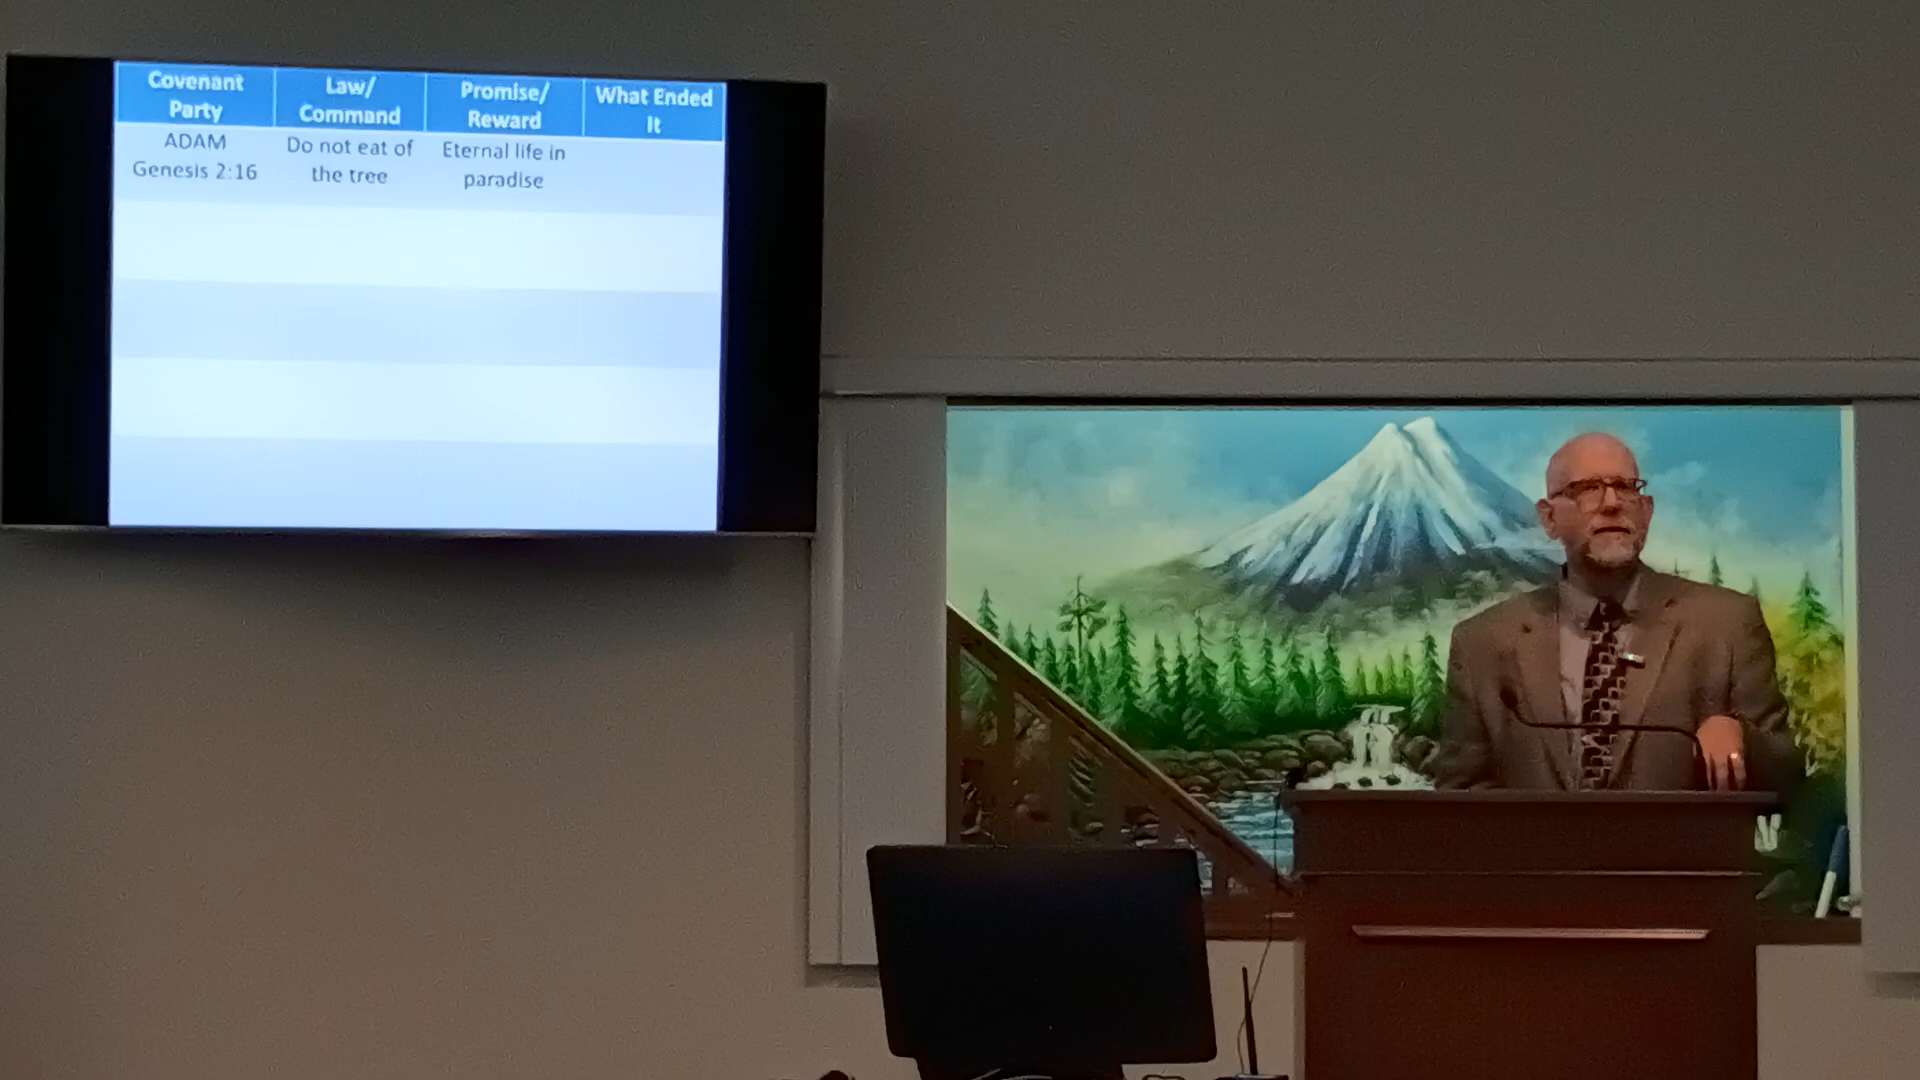 Covenant
Party
Law/
Command
Promise/
Reward
What Ended
It
ADAM
Genesis 2:16
Do not eat of
the tree
Eternal life in
paradise